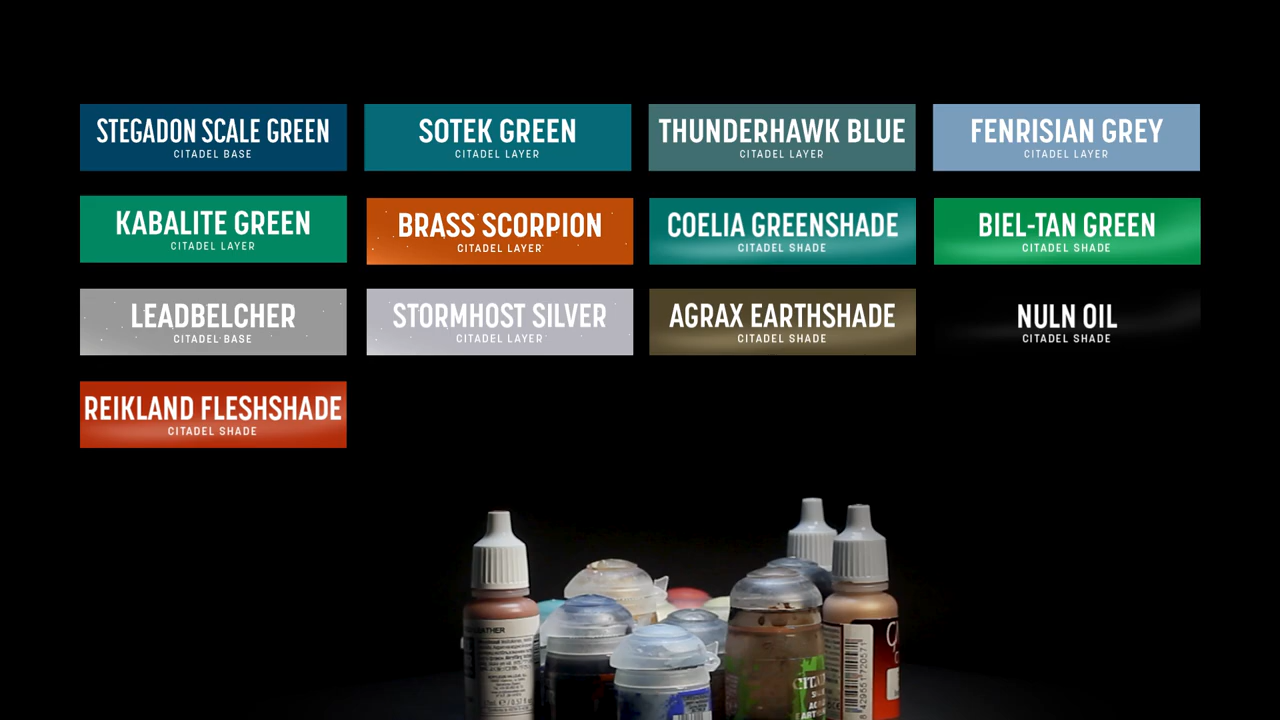 STEGADON SCALE GREEN
CITADEL BASE
SOTEK GREEN
CITADEL LAYER
THUNDERHAWK BLUE
CITADEL LAYER
FENRISIAN GREY
CITADEL LAYER
KABALITE GREEN
CITADEL LAYER
BRASS SCORPION
CITADEL LAYER
COELIA GREENSHADE
CITADEL SHADE
BIEL-TAN GREEN
CITADEL SHADE
LEADBELCHER
CITADEL BASE
STORMHOST SILVER
CITADEL LAYER
AGRAX EARTHSHADE
CITADEL SHADE
NULN OIL
CITADEL SHADE
REIKLAND FLESHSHADE
CITADEL SHADE